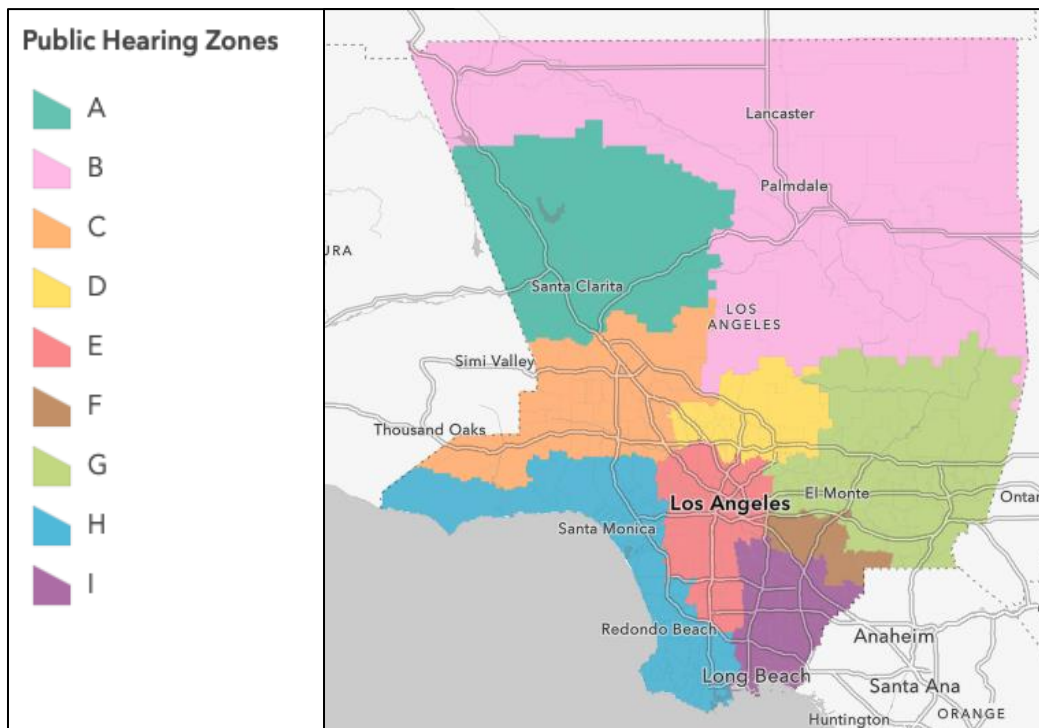 Public Hearing Zones
A
B
C
D
E
F
G
H
I
Lancaster
Palmdale
URA
Santa Clarita
LOS
ANGELES
Simi Valley
Thousand Oaks
Los Angeles
El Monte
Ontar
Santa Monica
Redondo Beach
Anaheim
Long Beach
Santa Ana
ORANGE
Huntington